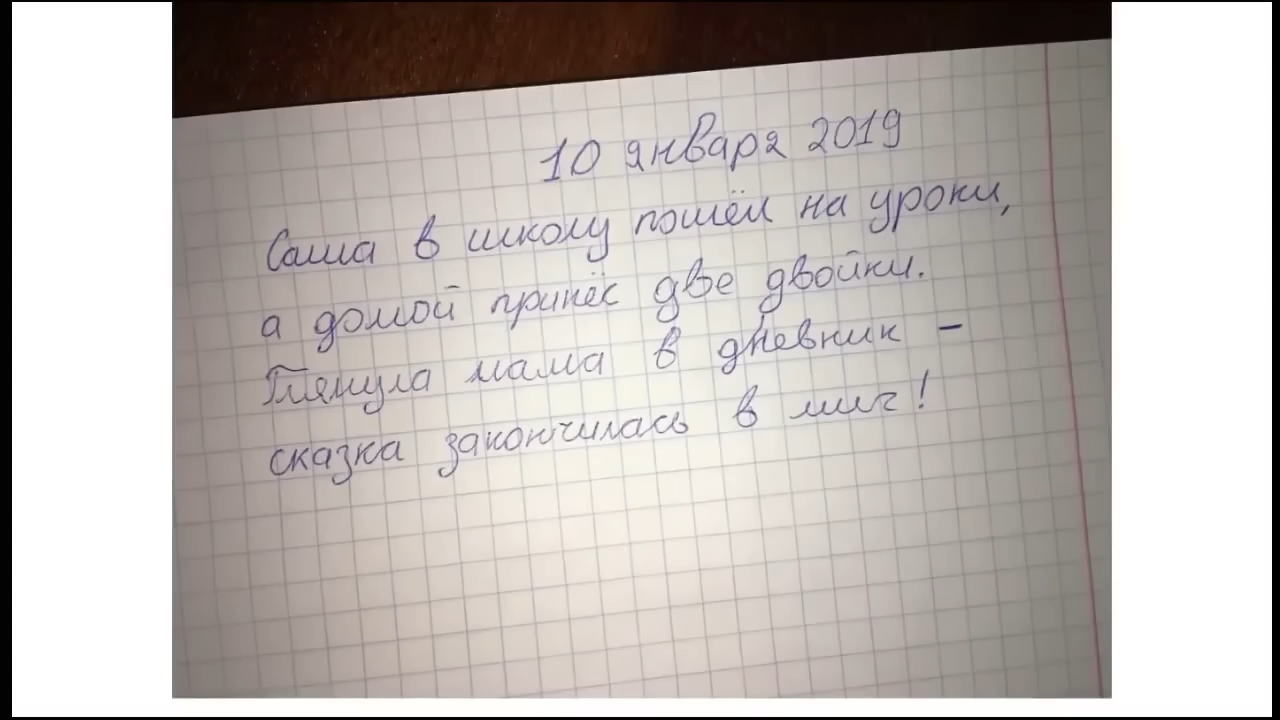 10 января 2019
Саша в школу пошёл на уроки,
а домой принёс две двойки.
Глянула мама в дневник -
сказка закончилась в миг!